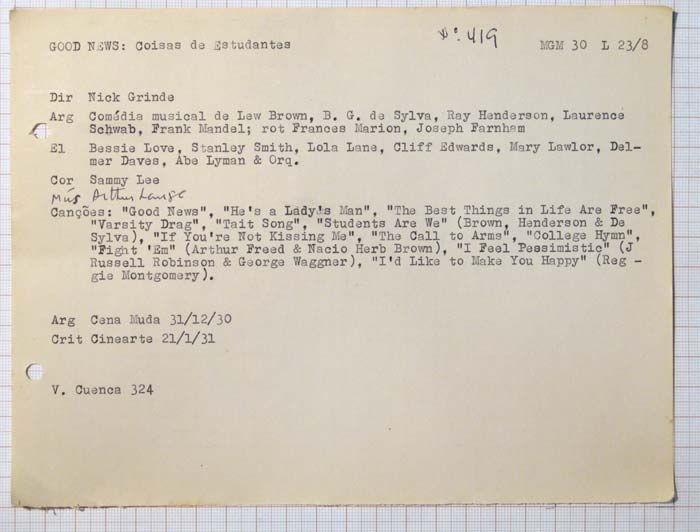 GOOD NEWS: Coisas de Estudantes
Nº 419
MGM 30 L 23/8
Dir Nick Grinde
Arg Comédia musical de Lew Brown, B. G. de Sylva, Ray Henderson, Laurence
Schwab, Frank Mandel; rot Frances Marion, Joseph Farnham
El Bessie Love, Stanley Smith, Lola Lane, Cliff Edwards, Mary Lawlor, Del-
mer Daves, Abe Lyman & Orq.
Cor Sammy Lee
Mús Arthur Lange
Canções: "Good News", "He's a Lady's Man", "The Best Things in Life Are Free",
"Varsity Drag", "Tait Song", "Students Are We" (Brown, Henderson & De
Sylva), "If You're Not Kissing Me", "The Call to Arms", "College Hymn",
"Fight 'Em" (Arthur Freed & Nacio Herb Brown), "I Feel Pessimistic" (J
Russell Robinson & George Waggner), "I'd Like to Make You Happy" (Reg -
gie Montgomery).
Arg Cena Muda 31/12/30
Crit Cinearte 21/1/31
V. Cuenca 324